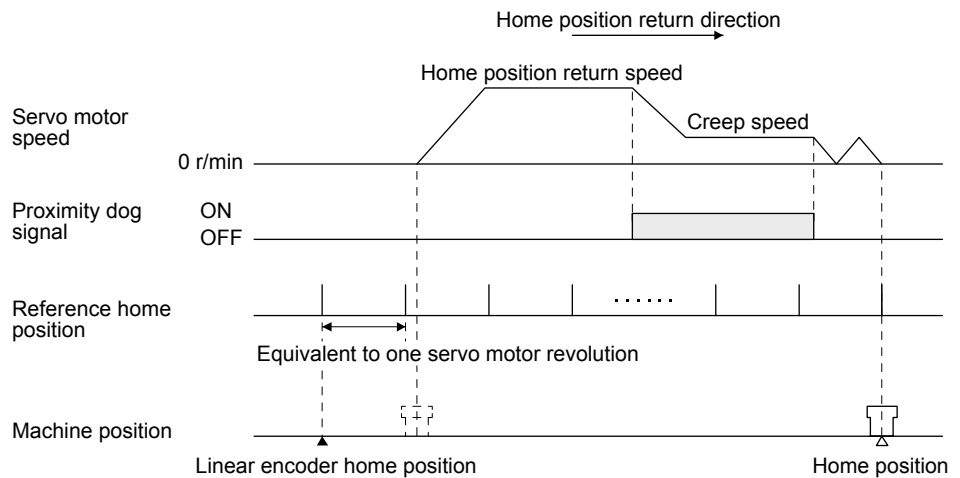 Home position return direction
Home position return speed
Servo motor
speed
Creep speed
0 r/min
Proximity dog
signal
ON
OFF
Reference home
position
......
Equivalent to one servo motor revolution
Machine position
Linear encoder home position
Home position